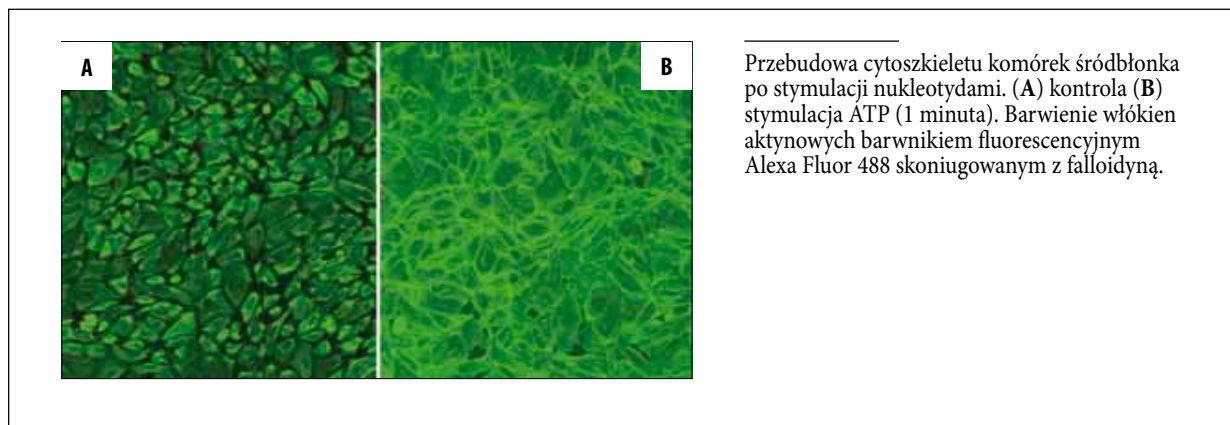 A
B
Przebudowa cytoszkieletu komórek śródbłonka
po stymulacji nukleotydami. (A) kontrola (B)
stymulacja ATP (1 minuta). Barwienie włókien
aktynowych barwnikiem fluorescencyjnym
Alexa Fluor 488 skoniugowanym z falloidyną.